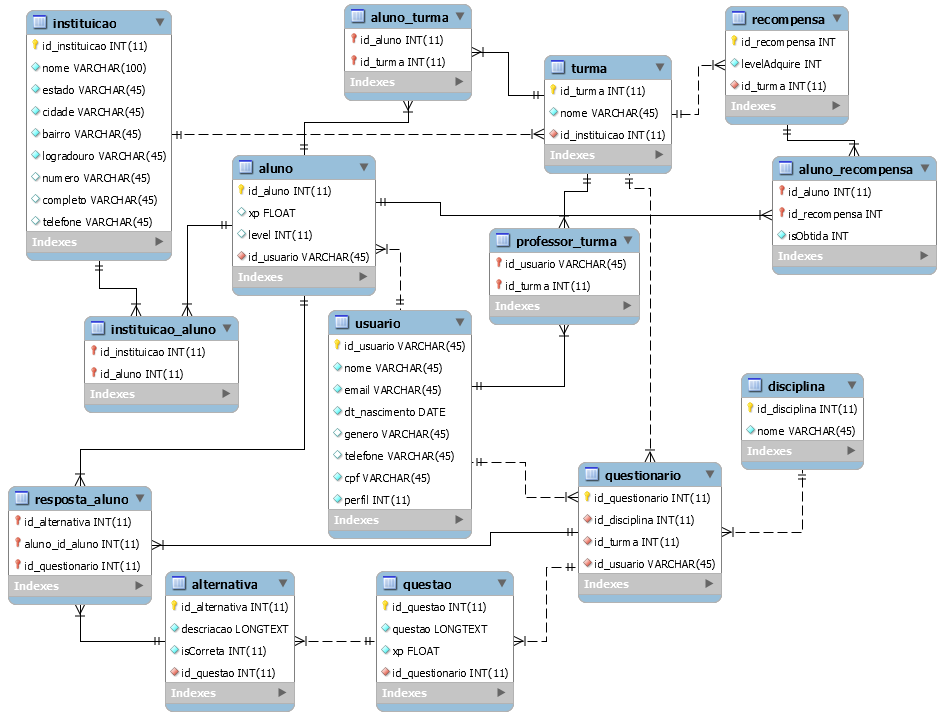 instituicao
id_instituicao INT(11)
nome VARCHAR(100)
estado VARCHAR(45)
cidade VARCHAR(45)
bairro VARCHAR(45)
logradouro VARCHAR(45)
numero VARCHAR(45)
completo VARCHAR(45)
telefone VARCHAR(45)
Indexes
aluno_turma
id_aluno INT(11)
id_turma INT(11)
Indexes
turma
id_turma INT(11)
nome VARCHAR(45)
id_instituicao INT(11)
Indexes
recompensa
id_recompensa INT
levelAdquire INT
id_turma INT(11)
Indexes
aluno
id_aluno INT(11)
xp FLOAT
level INT(11)
id_usuario VARCHAR(45)
Indexes
aluno_recompensa
id_aluno INT(11)
id_recompensa INT
isObtida INT
Indexes
professor_turma
id_usuario VARCHAR(45)
id_turma INT(11)
Indexes
instituicao_aluno
id_instituicao INT(11)
id_aluno INT(11)
Indexes
usuario
id_usuario VARCHAR(45)
nome VARCHAR(45)
email VARCHAR(45)
dt_nascimento DATE
genero VARCHAR(45)
telefone VARCHAR(45)
cpf VARCHAR(45)
perfil INT(11)
Indexes
disciplina
id_disciplina INT(11)
nome VARCHAR(45)
Indexes
questionario
id_questionario INT(11)
id_disciplina INT(11)
id_turma INT(11)
id_usuario VARCHAR(45)
Indexes
resposta_aluno
id_alternativa INT(11)
aluno_id_aluno INT(11)
id_questionario INT(11)
Indexes
alternativa
id_alternativa INT(11)
descriacao LONGTEXT
isCorreta INT(11)
id_questao INT(11)
Indexes
questao
id_questao INT(11)
questao LONGTEXT
xp FLOAT
id_questionario INT(11)
Indexes